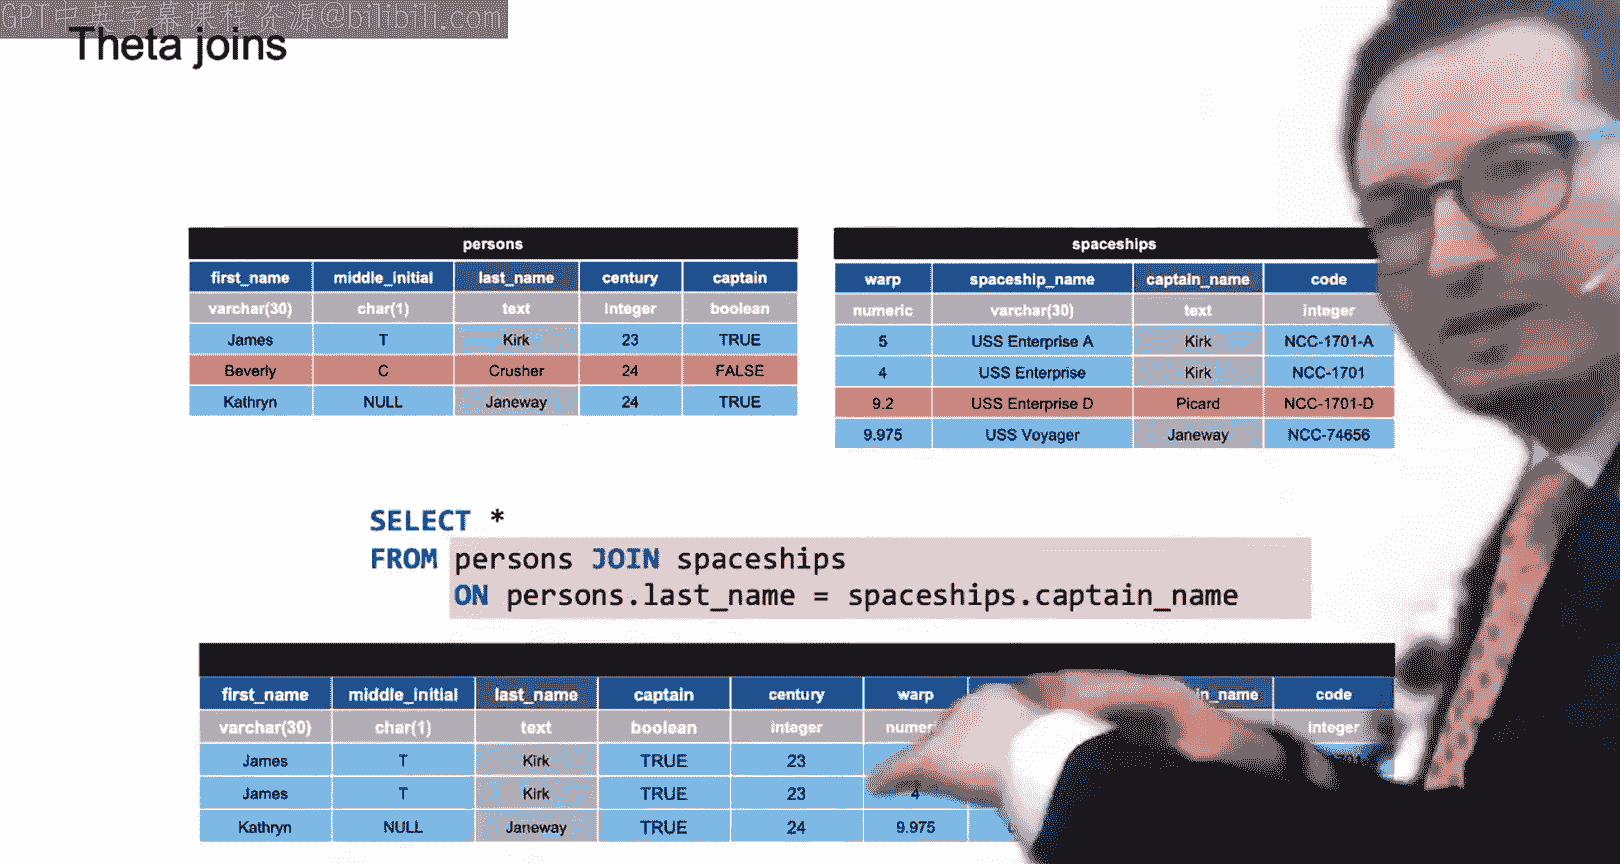 GPT中英字幕课程资源@bilibili.com
Theta joins
persons
first_name middle_initial last_name century captain
varchar(30) char(1) text integer boolean
James T Kirk 23 TRUE
Beverly C Crusher 24 FALSE
Kathryn NULL Janeway 24 TRUE
spaceships
warp spaceship_name captain_name code
numeric varchar(30) text integer
5 USS Enterprise A Kirk NCC-1701-A
4 USS Enterprise Kirk NCC-1701
9.2 USS Enterprise D Picard NCC-1701-D
9.975 USS Voyager Janeway NCC-74656
SELECT *
FROM persons JOIN spaceships
ON persons.last_name = spaceships.captain_name
first_name middle_initial last_name captain century warp in_name code
varchar(30) char(1) text boolean integer numeri integer
James T Kirk TRUE 23
James T Kirk TRUE 23 4
Kathryn NULL Janeway TRUE 24 9.975